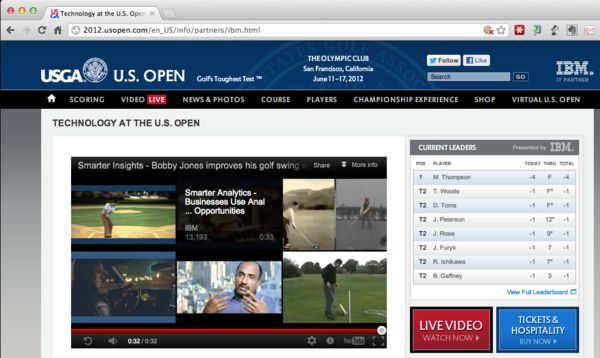 Technology at the U.S. Open
2012.usopen.com/en_US/info/partners/ibm.html
USGA
U.S. OPEN
Golf's Toughest Test ™
THE OLYMPIC CLUB
San Francisco, California
June 11–17, 2012
Follow
Like
Search
GO
IBM
IT PARTNER
SCORING
VIDEO LIVE
NEWS & PHOTOS
COURSE
PLAYERS
CHAMPIONSHIP EXPERIENCE
SHOP
VIRTUAL U.S. OPEN
TECHNOLOGY AT THE U.S. OPEN
Smarter Insights - Bobby Jones improves his golf swing w
Share
More info
Smarter Analytics -
Businesses Use Anal
... Opportunities
IBM
13,193
0:33
0:32 / 0:32
YouTube
CURRENT LEADERS
Presented by IBM.
POS PLAYER TODAY THRU TOTAL
1 M. Thompson -4 F -4
T2 T. Woods -1 F* -1
T2 D. Toms -1 F* -1
T2 J. Peterson -1 12* -1
T2 J. Rose -1 9* -1
T2 J. Furyk -1 7 -1
T2 R. Ishikawa -1 7* -1
T2 B. Gaffney -1 3 -1
View Full Leaderboard
LIVE VIDEO
WATCH NOW
TICKETS &
HOSPITALITY
BUY NOW